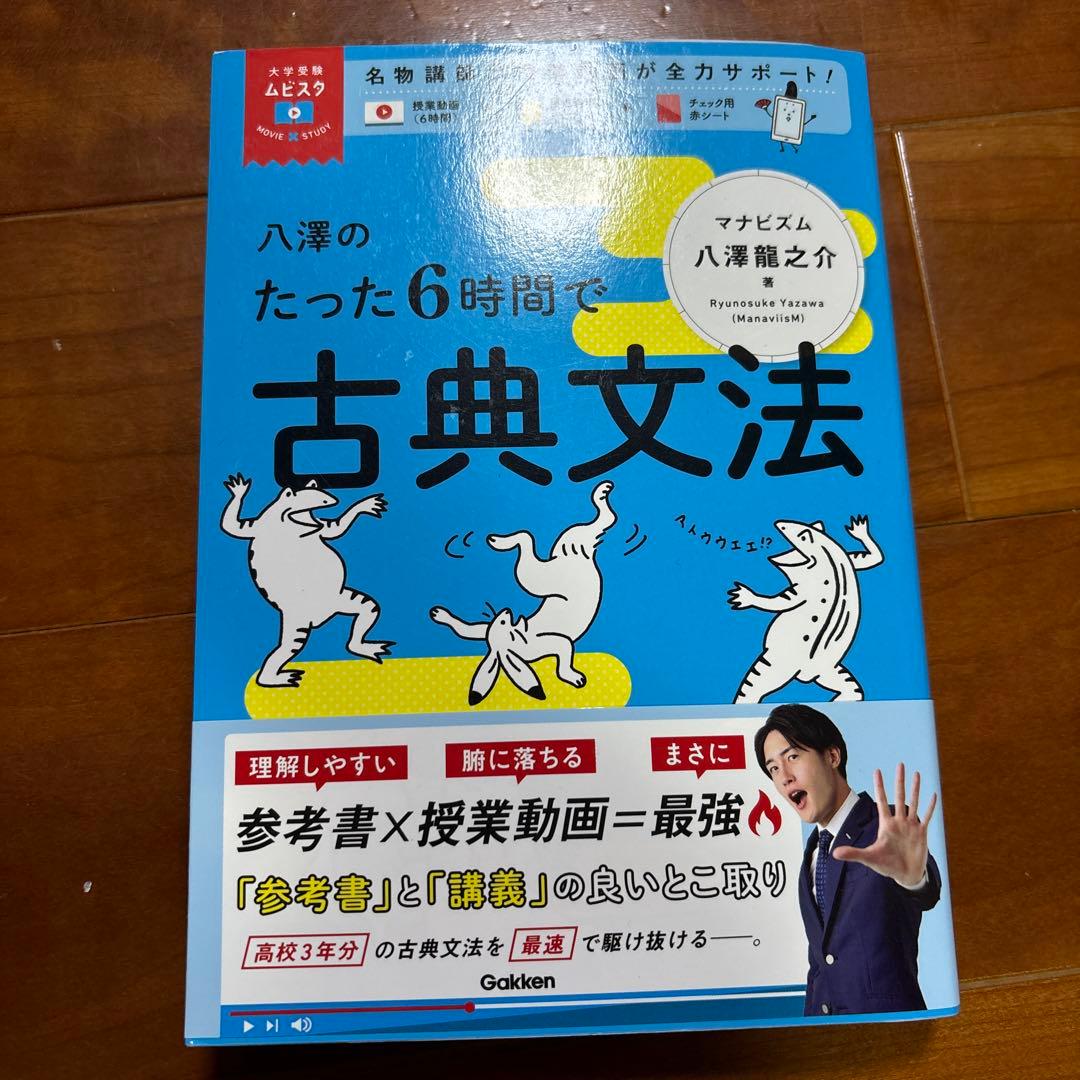 大学受験
ムビスタ
MOVIE × STUDY
名物講師
が全力サポート!
授業動画
(6時間)
チェック用
赤シート
八澤の
たった6時間で
古典文法
マナビズム
八澤龍之介
著
Ryunosuke Yazawa
(ManaviisM)
アイウウエエ!?
理解しやすい
腑に落ちる
まさに
参考書×授業動画=最強
「参考書」と「講義」の良いとこ取り
高校3年分の古典文法を最速で駆け抜ける――。
Gakken